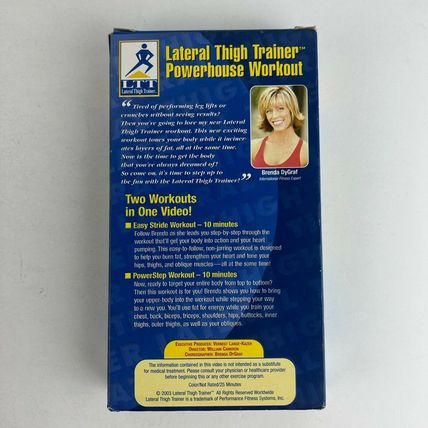 LTT
Lateral Thigh Trainer™
Lateral Thigh Trainer™
Powerhouse Workout
“Tired of performing leg lifts or
crunches without seeing results?
Then you're going to love my new Lateral
Thigh Trainer workout. This new exciting
workout tones your body while it inciner-
ates layers of fat, all at the same time.
Now is the time to get the body
that you've always dreamed of!
So come on, it's time to step up to
the fun with the Lateral Thigh Trainer!”
Brenda DyGraf
International Fitness Expert
Two Workouts
in One Video!
Easy Stride Workout – 10 minutes
Follow Brenda as she leads you step-by-step through the
workout that'll get your body into action and your heart
pumping. This easy-to-follow, non-jarring workout is designed
to help you burn fat, strengthen your heart and tone your
hips, thighs, and oblique muscles—all at the same time!
PowerStep Workout – 10 minutes
Now, ready to target your entire body from top to bottom?
Then this workout is for you! Brenda shows you how to bring
your upper-body into the workout while stepping your way
to a new you. You'll use fat for energy while you trim your
chest, back, biceps, triceps, shoulders, hips, buttocks, inner
thighs, outer thighs, as well as your obliques.
Executive Producer: Vernest Lange-Kazer
Director: William Cameron
Choreographer: Brenda DyGraf
The information contained in this video is not intended as a substitute
for medical treatment. Please consult your physician or healthcare provider
before beginning this or any other exercise program.
Color/Not Rated/25 Minutes
© 2003 Lateral Thigh Trainer™ All Rights Reserved Worldwide
Lateral Thigh Trainer is a trademark of Performance Fitness Systems, Inc.